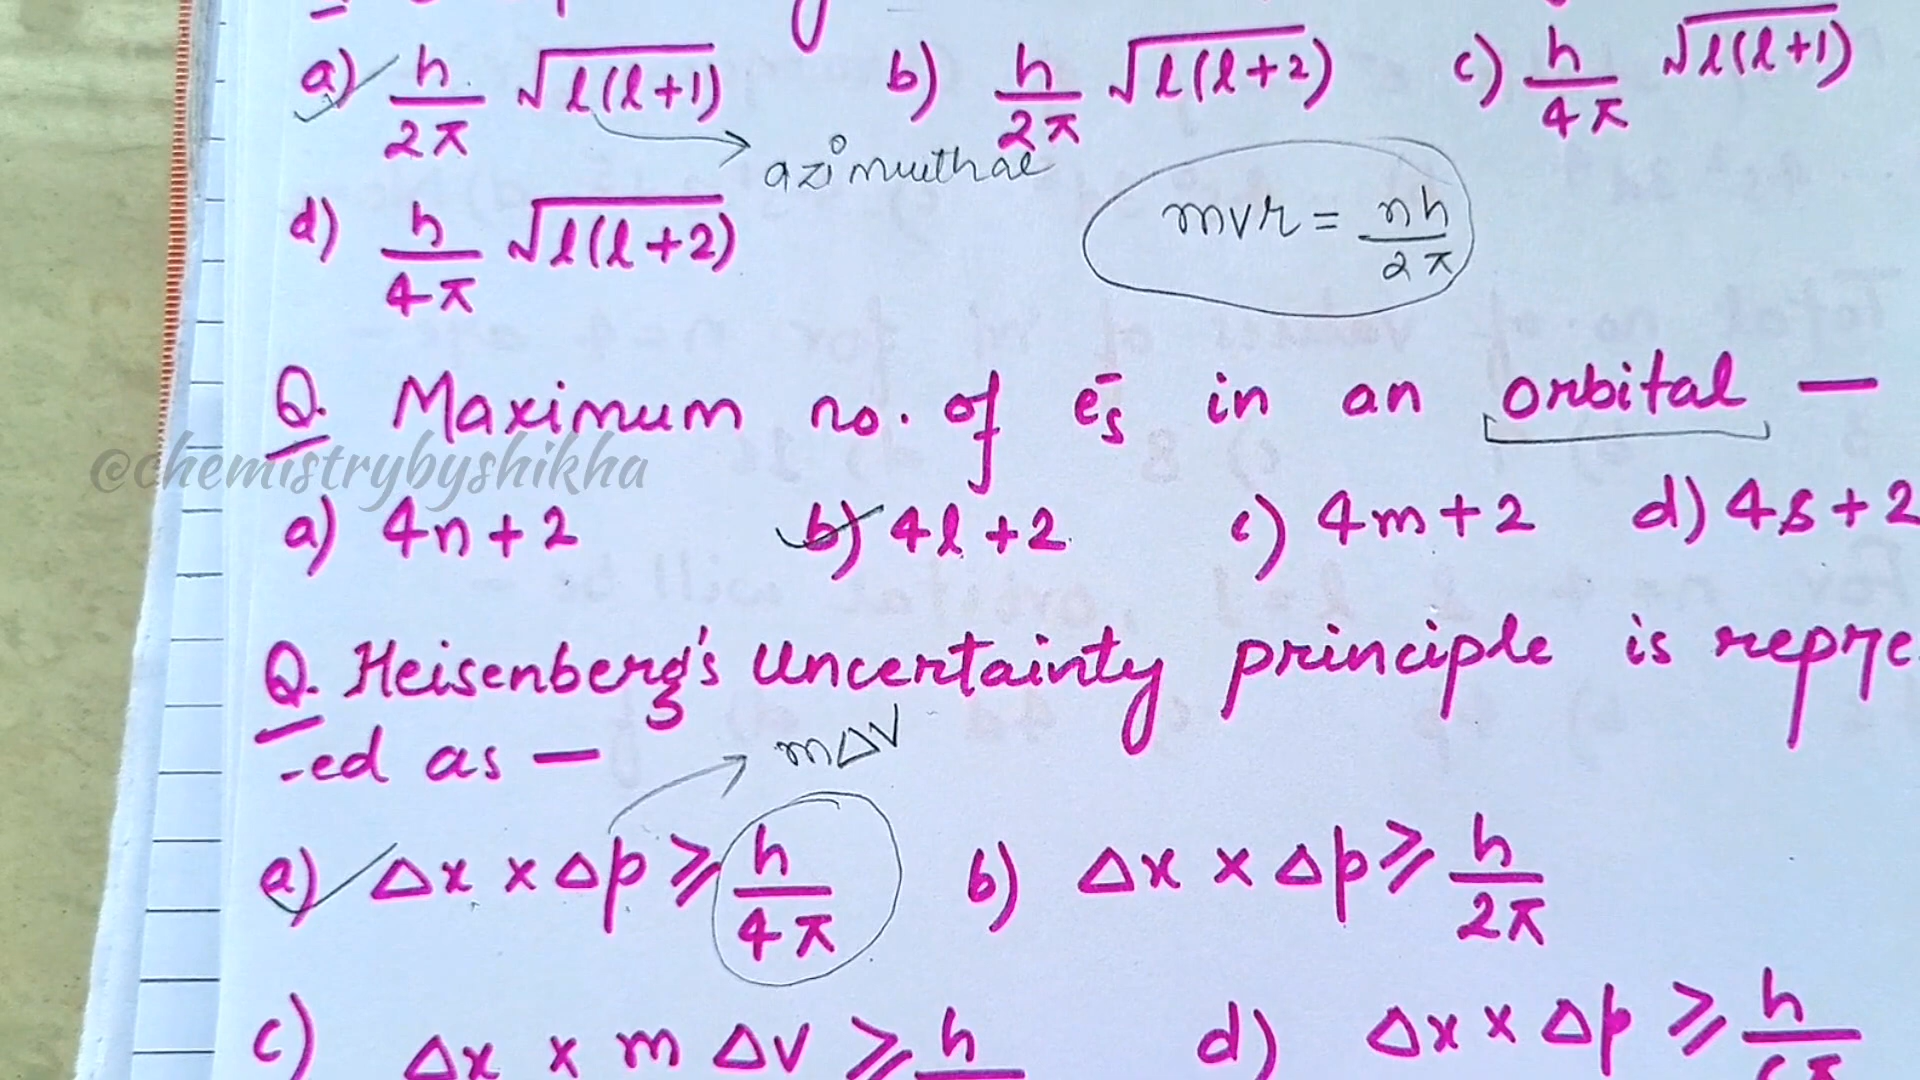 a) h/2π √l(l+1) b) h/2π √l(l+2) c) h/4π √l(l+1)
azimuthal
d) h/4π √l(l+2) mvr = nh/2π
Q. Maximum no. of e⁻s in an orbital —
@chemistrybyshikha
a) 4n+2 b) 4l+2 c) 4m+2 d) 4s+2
Q. Heisenberg's Uncertainty principle is repre
-ed as — mΔV
a) Δx × Δp ≥ h/4π b) Δx × Δp ≥ h/2π
c) Δx × m ΔV ≥ h d) Δx × Δp ≥ h